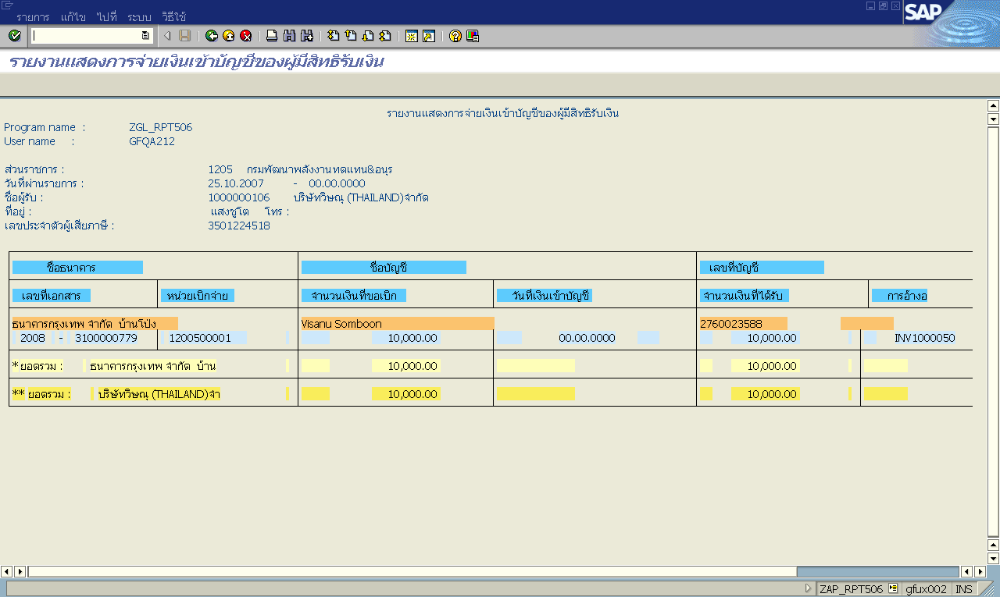 รายการ แก้ไข ไปที่ ระบบ วิธีใช้
SAP
รายงานแสดงการจ่ายเงินเข้าบัญชีของผู้มีสิทธิรับเงิน
รายงานแสดงการจ่ายเงินเข้าบัญชีของผู้มีสิทธิรับเงิน
Program name : ZGL_RPT506
User name : GFQA212
ส่วนราชการ : 1205 กรมพัฒนาพลังงานทดแทน&อนุร
วันที่ผ่านรายการ : 25.10.2007 - 00.00.0000
ชื่อผู้รับ : 1000000106 บริษัทวิษณุ (THAILAND)จำกัด
ที่อยู่ : แสงชูโต โทร :
เลขประจำตัวผู้เสียภาษี : 3501224518
ชื่อธนาคาร ชื่อบัญชี เลขที่บัญชี
เลขที่เอกสาร หน่วยเบิกจ่าย จำนวนเงินที่ขอเบิก วันที่เงินเข้าบัญชี จำนวนเงินที่ได้รับ การอ้างอ
ธนาคารกรุงเทพ จำกัด บ้านโป่ง Visanu Somboon 2760023588
2008 - 3100000779 1200500001 10,000.00 00.00.0000 10,000.00 INV1000050
* ยอดรวม : ธนาคารกรุงเทพ จำกัด บ้าน 10,000.00 10,000.00
** ยอดรวม : บริษัทวิษณุ (THAILAND)จำ 10,000.00 10,000.00
ZAP_RPT506 gfux002 INS